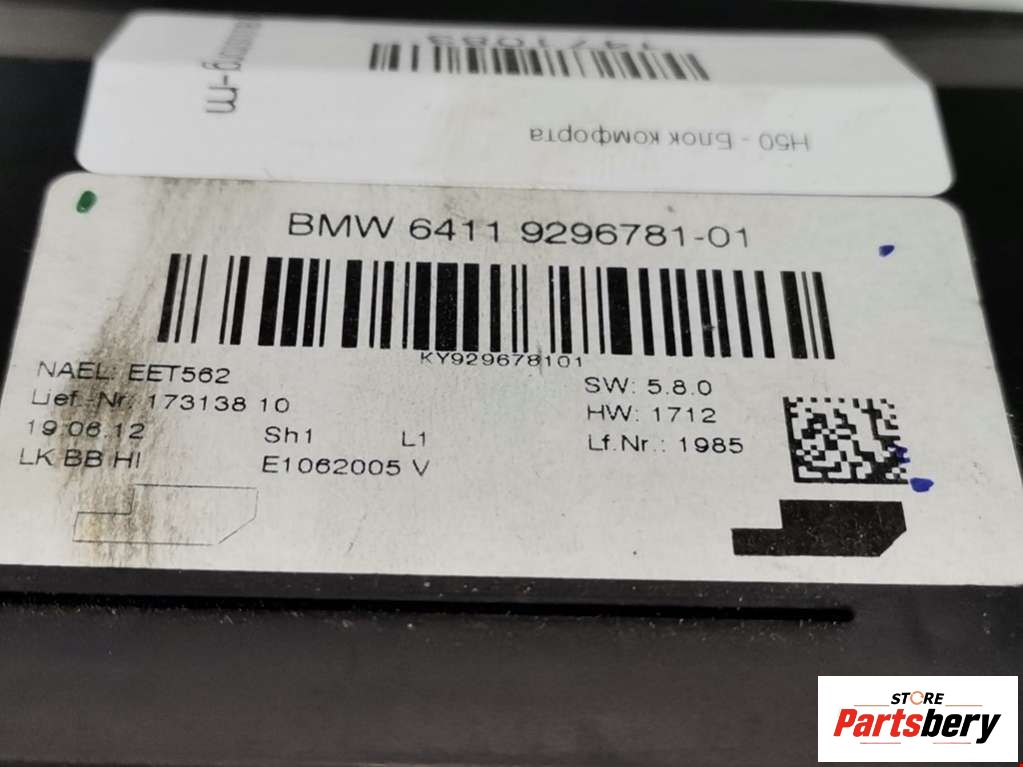 H50 - Блок комфорта
BMW 6411 9296781-01
KY929678101
NAEL: EET562
Lief.-Nr. 173138 10
19.06.12
Sh1
L1
LK BB HI
E1062005 V
SW: 5.8.0
HW: 1712
Lf.Nr.: 1985
STORE
Partsbery